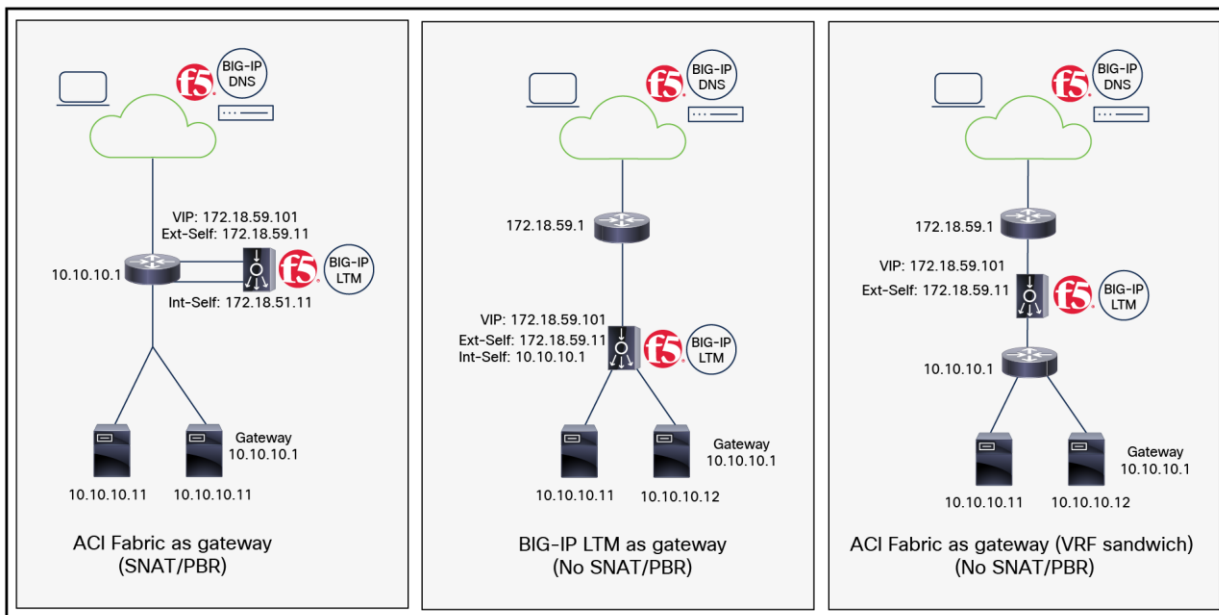 f5
BIG-IP
DNS
VIP: 172.18.59.101
Ext-Self: 172.18.59.11
10.10.10.1
f5
BIG-IP
LTM
Int-Self: 172.18.51.11
Gateway
10.10.10.1
10.10.10.11
10.10.10.11
ACI Fabric as gateway
(SNAT/PBR)
f5
BIG-IP
DNS
172.18.59.1
VIP: 172.18.59.101
Ext-Self: 172.18.59.11
Int-Self: 10.10.10.1
f5
BIG-IP
LTM
Gateway
10.10.10.1
10.10.10.11
10.10.10.12
BIG-IP LTM as gateway
(No SNAT/PBR)
f5
BIG-IP
DNS
172.18.59.1
VIP: 172.18.59.101
Ext-Self: 172.18.59.11
f5
BIG-IP
LTM
10.10.10.1
Gateway
10.10.10.1
10.10.10.11
10.10.10.12
ACI Fabric as gateway (VRF sandwich)
(No SNAT/PBR)